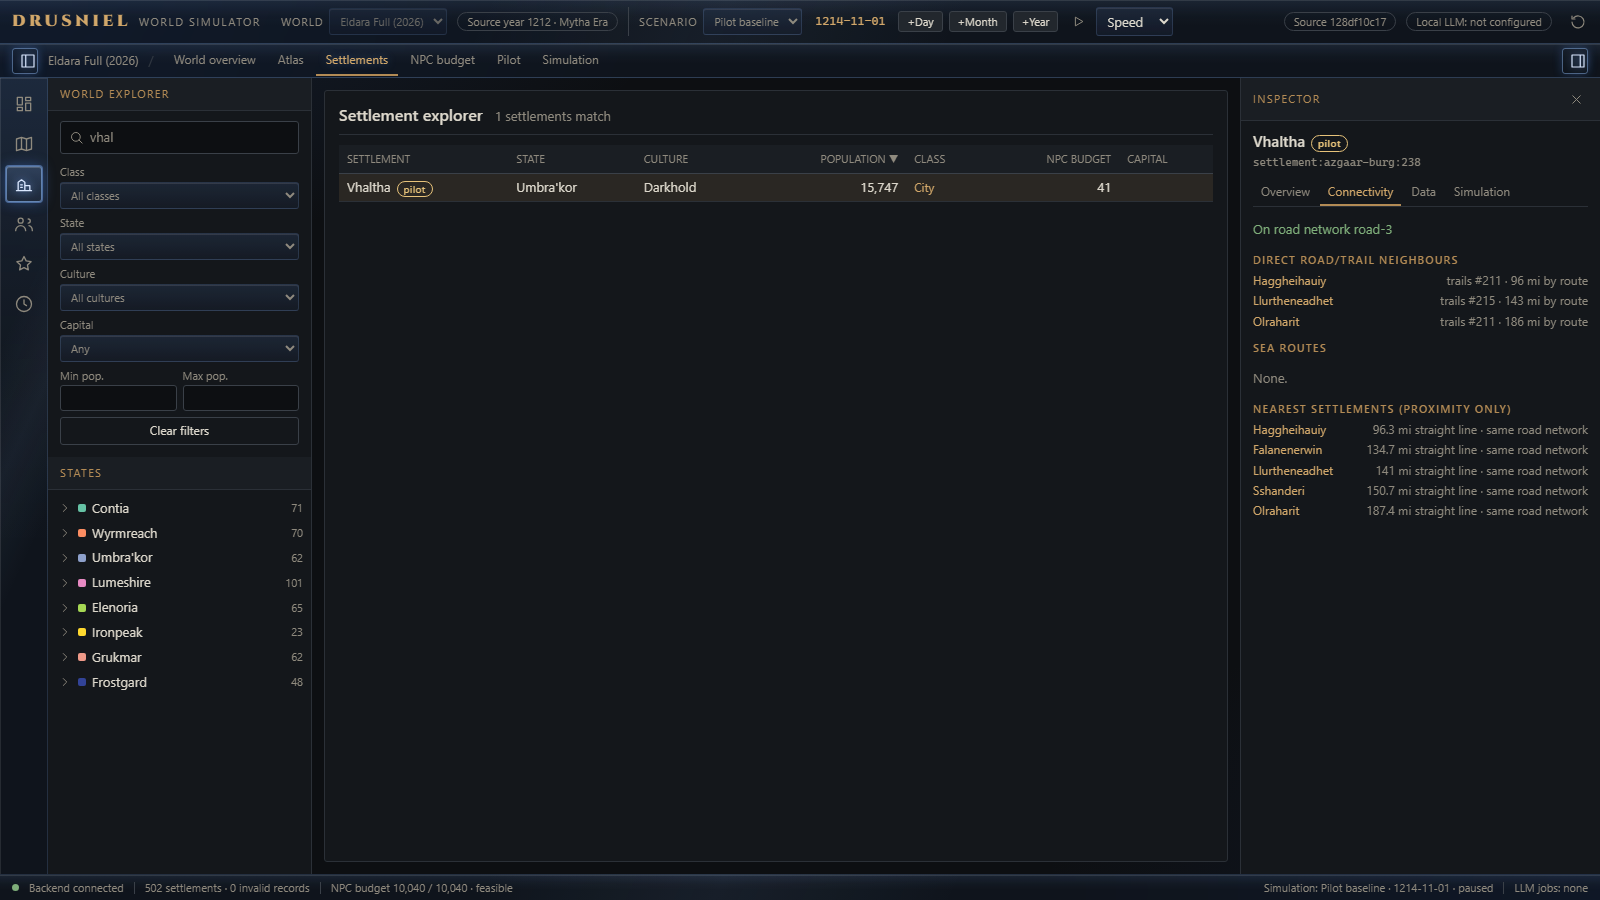 DRUSNIEL WORLD SIMULATOR WORLD Eldara Full (2026) Source year 1212 · Mytha Era SCENARIO Pilot baseline 1214-11-01 +Day +Month +Year Speed Source 128df10c17 Local LLM: not configured
Eldara Full (2026) / World overview Atlas Settlements NPC budget Pilot Simulation
WORLD EXPLORER
vhal
Class
All classes
State
All states
Culture
All cultures
Capital
Any
Min pop. Max pop.
Clear filters
STATES
Contia 71
Wyrmreach 70
Umbra'kor 62
Lumeshire 101
Elenoria 65
Ironpeak 23
Grukmar 62
Frostgard 48
Settlement explorer 1 settlements match
SETTLEMENT STATE CULTURE POPULATION ▼ CLASS NPC BUDGET CAPITAL
Vhaltha pilot Umbra'kor Darkhold 15,747 City 41
INSPECTOR
Vhaltha pilot
settlement:azgaar-burg:238
Overview Connectivity Data Simulation
On road network road-3
DIRECT ROAD/TRAIL NEIGHBOURS
Haggheihauiy trails #211 · 96 mi by route
Llurtheneadhet trails #215 · 143 mi by route
Olraharit trails #211 · 186 mi by route
SEA ROUTES
None.
NEAREST SETTLEMENTS (PROXIMITY ONLY)
Haggheihauiy 96.3 mi straight line · same road network
Falanenerwin 134.7 mi straight line · same road network
Llurtheneadhet 141 mi straight line · same road network
Sshanderi 150.7 mi straight line · same road network
Olraharit 187.4 mi straight line · same road network
Backend connected 502 settlements · 0 invalid records NPC budget 10,040 / 10,040 · feasible Simulation: Pilot baseline · 1214-11-01 · paused LLM jobs: none